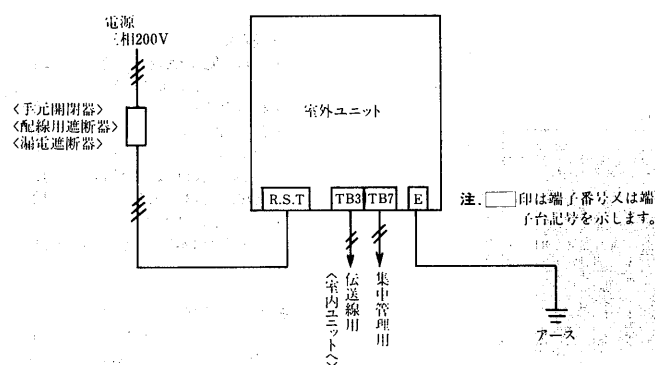 電源
三相200V
〈手元開閉器〉
〈配線用遮断器〉
〈漏電遮断器〉
室外ユニット
R.S.T
TB3
TB7
E
注. 印は端子番号又は端
子台記号を示します。
伝送線用
〈室内ユニット〉
集中管理用
アース